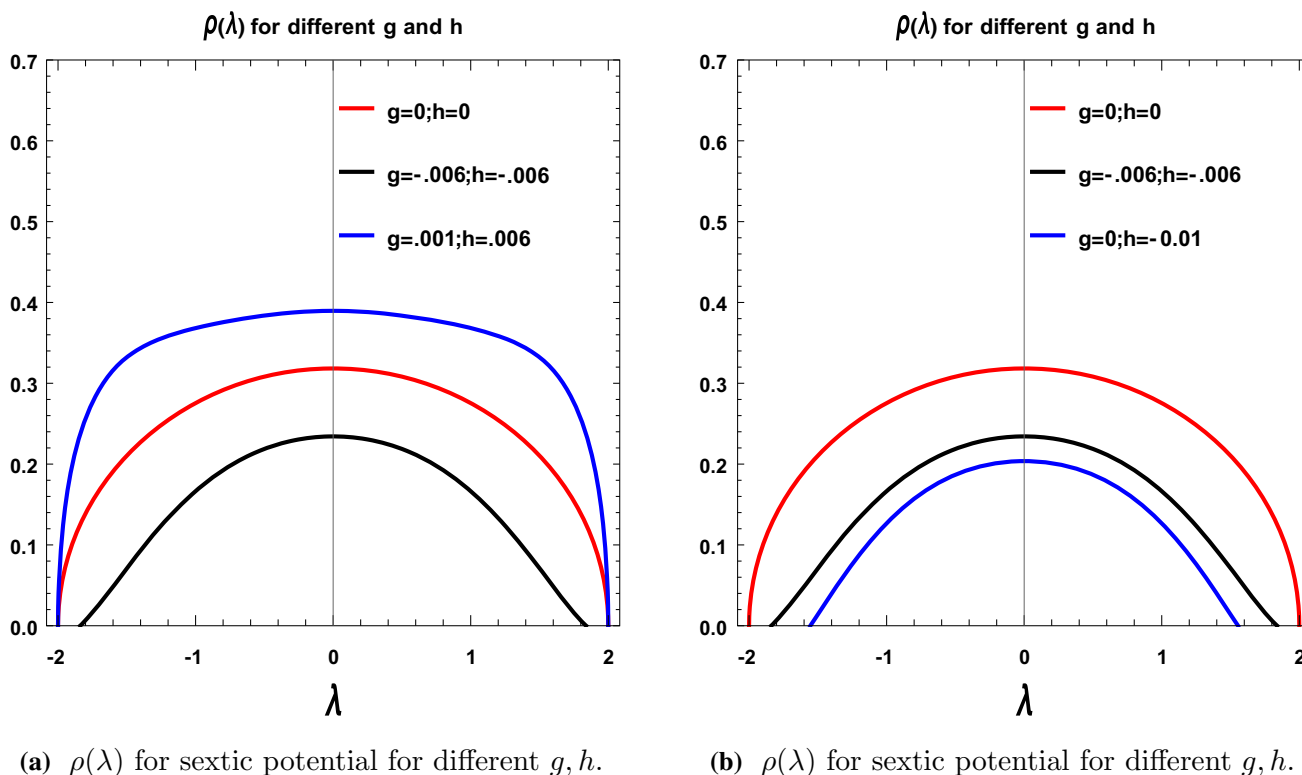 ρ(λ) for different g and h
0.7
0.6
0.5
0.4
0.3
0.2
0.1
0.0
-2
-1
0
1
2
g=0;h=0
g=-.006;h=-.006
g=.001;h=.006
λ
(a) ρ(λ) for sextic potential for different g, h.
ρ(λ) for different g and h
0.7
0.6
0.5
0.4
0.3
0.2
0.1
0.0
-2
-1
0
1
2
g=0;h=0
g=-.006;h=-.006
g=0;h=-0.01
λ
(b) ρ(λ) for sextic potential for different g, h.